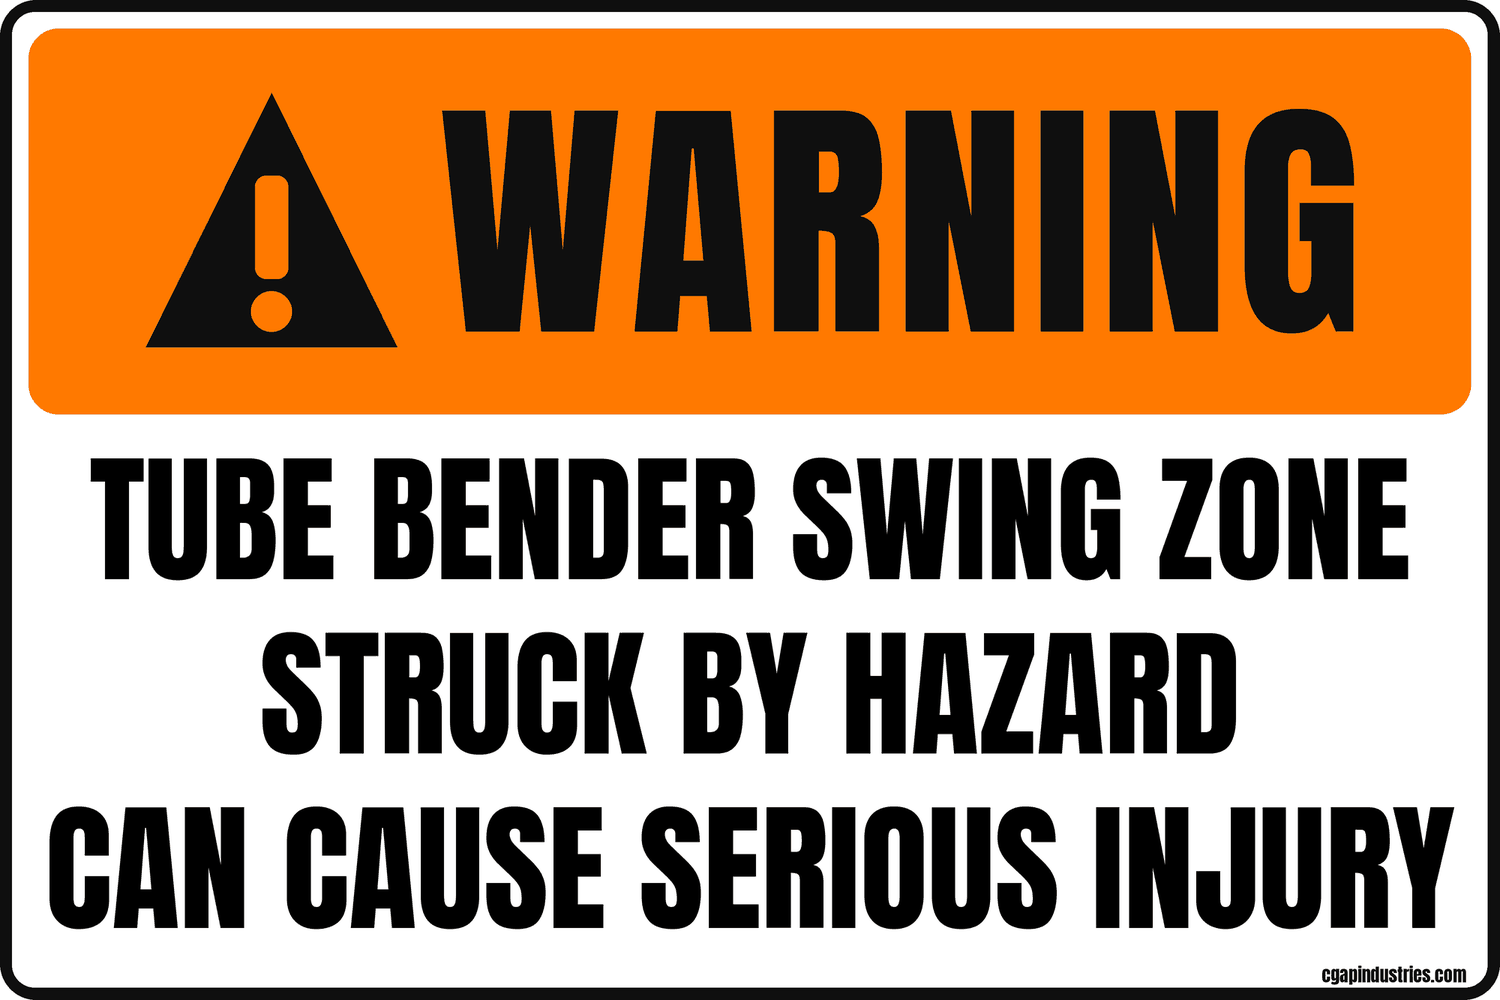 WARNING
TUBE BENDER SWING ZONE
STRUCK BY HAZARD
CAN CAUSE SERIOUS INJURY
cgapindustries.com